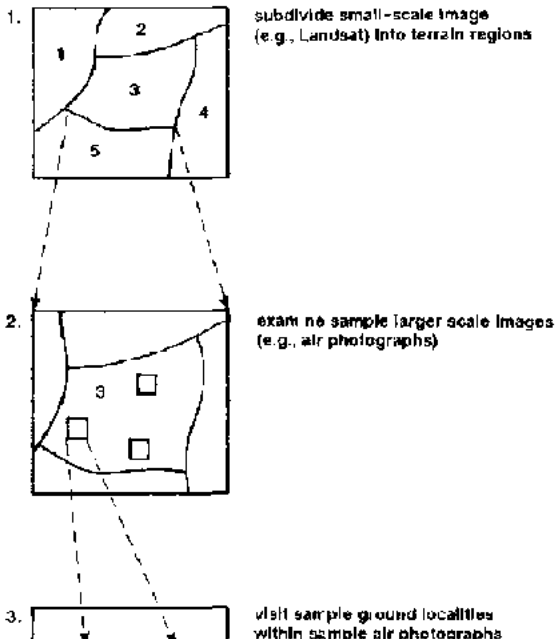 1.
subdivide small-scale image
(e.g., Landsat) into terrain regions
1
2
3
4
5
2.
examine sample larger scale images
(e.g., air photographs)
3
3.
visit sample ground localities
within sample air photographs